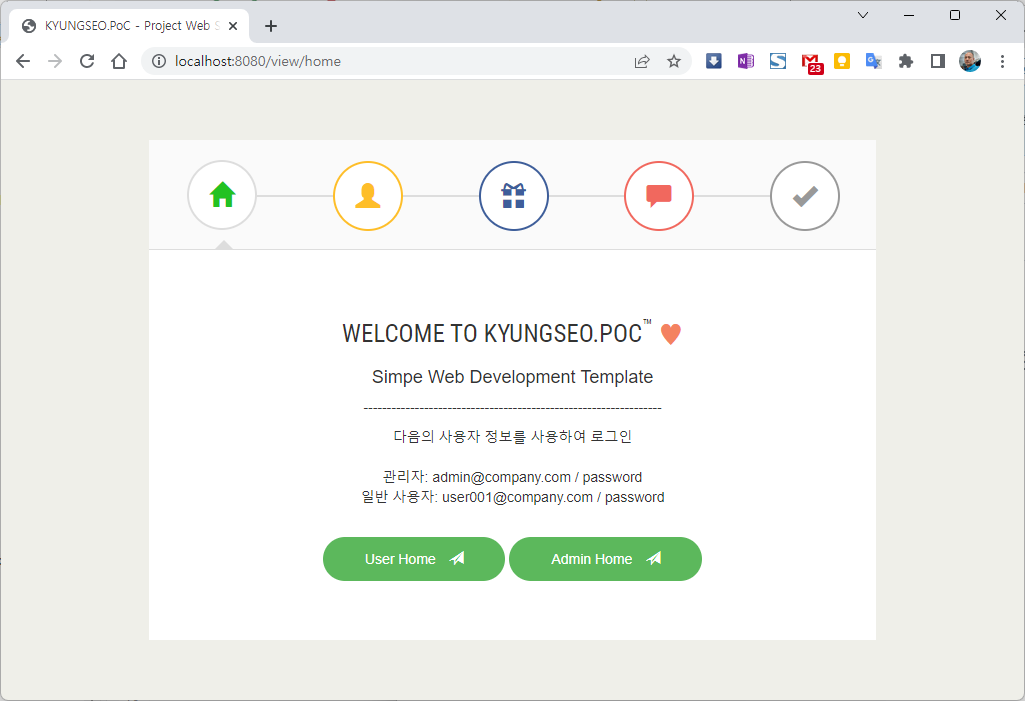 KYUNGSEO.PoC - Project Web S
localhost:8080/view/home
23
WELCOME TO KYUNGSEO.POC™
Simpe Web Development Template
-----------------------------------------------------------------
다음의 사용자 정보를 사용하여 로그인
관리자: admin@company.com / password
일반 사용자: user001@company.com / password
User Home
Admin Home